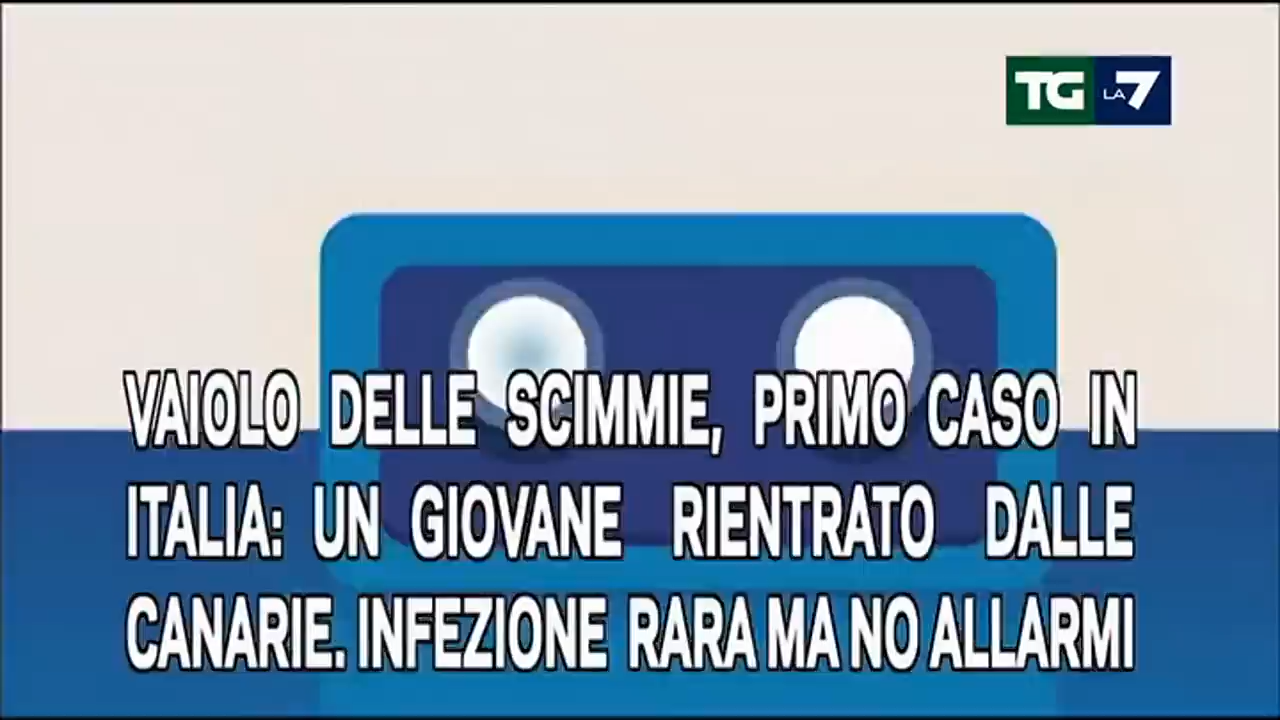 TG LA7
VAIOLO DELLE SCIMMIE, PRIMO CASO IN
ITALIA: UN GIOVANE RIENTRATO DALLE
CANARIE. INFEZIONE RARA MA NO ALLARMI